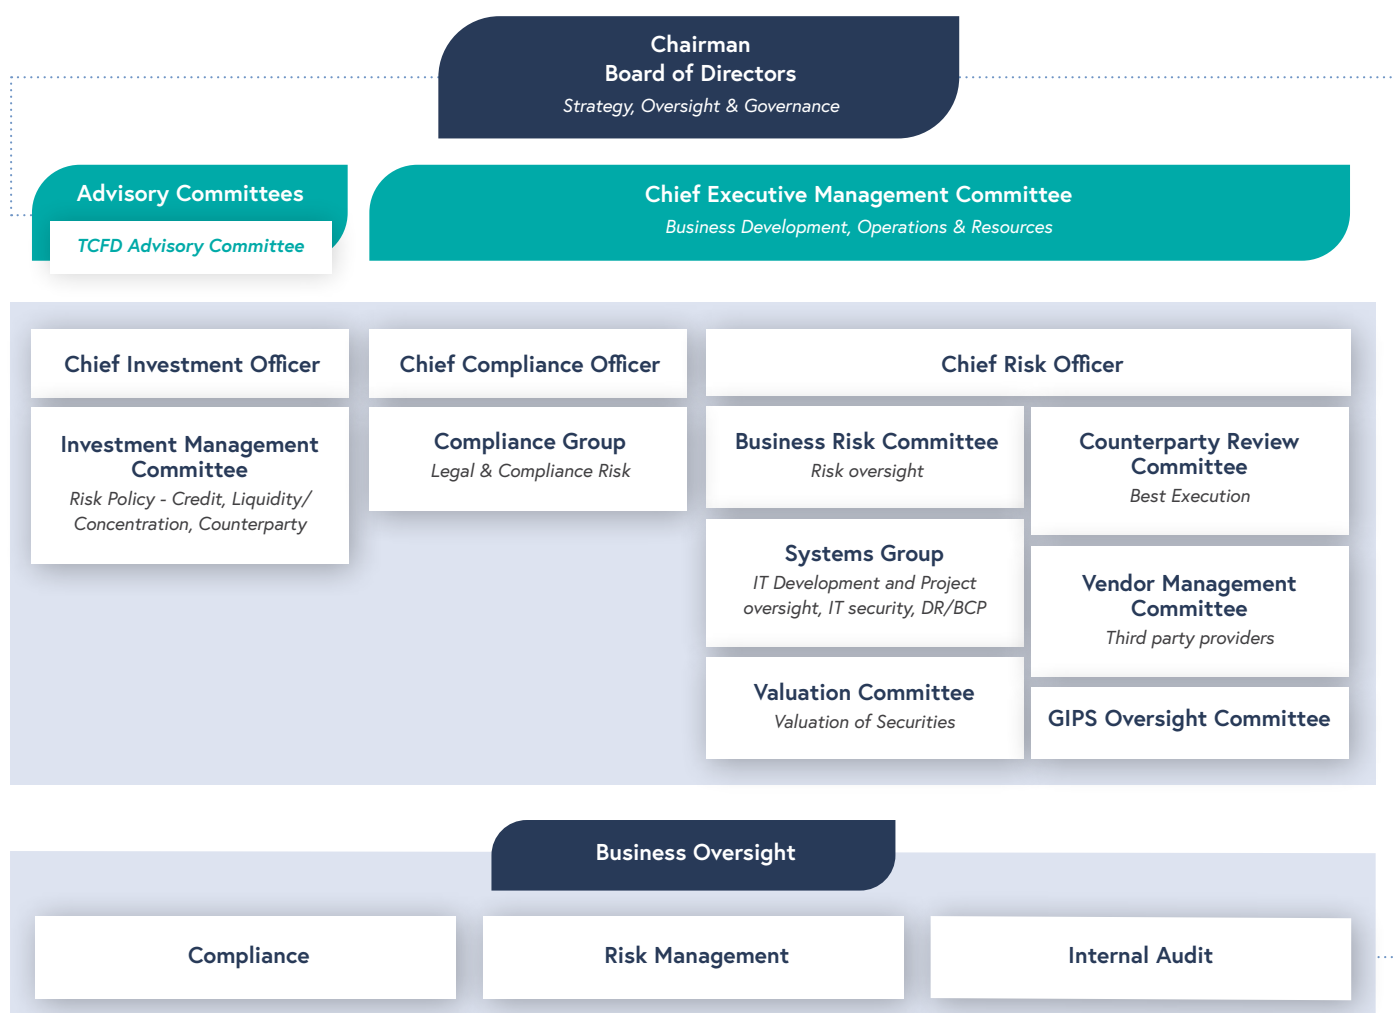 Chairman
Board of Directors
Strategy, Oversight & Governance
Advisory Committees
TCFD Advisory Committee
Chief Executive Management Committee
Business Development, Operations & Resources
Chief Investment Officer
Investment Management
Committee
Risk Policy - Credit, Liquidity/
Concentration, Counterparty
Chief Compliance Officer
Compliance Group
Legal & Compliance Risk
Chief Risk Officer
Business Risk Committee
Risk oversight
Systems Group
IT Development and Project
oversight, IT security, DR/BCP
Valuation Committee
Valuation of Securities
Counterparty Review
Committee
Best Execution
Vendor Management
Committee
Third party providers
GIPS Oversight Committee
Business Oversight
Compliance
Risk Management
Internal Audit